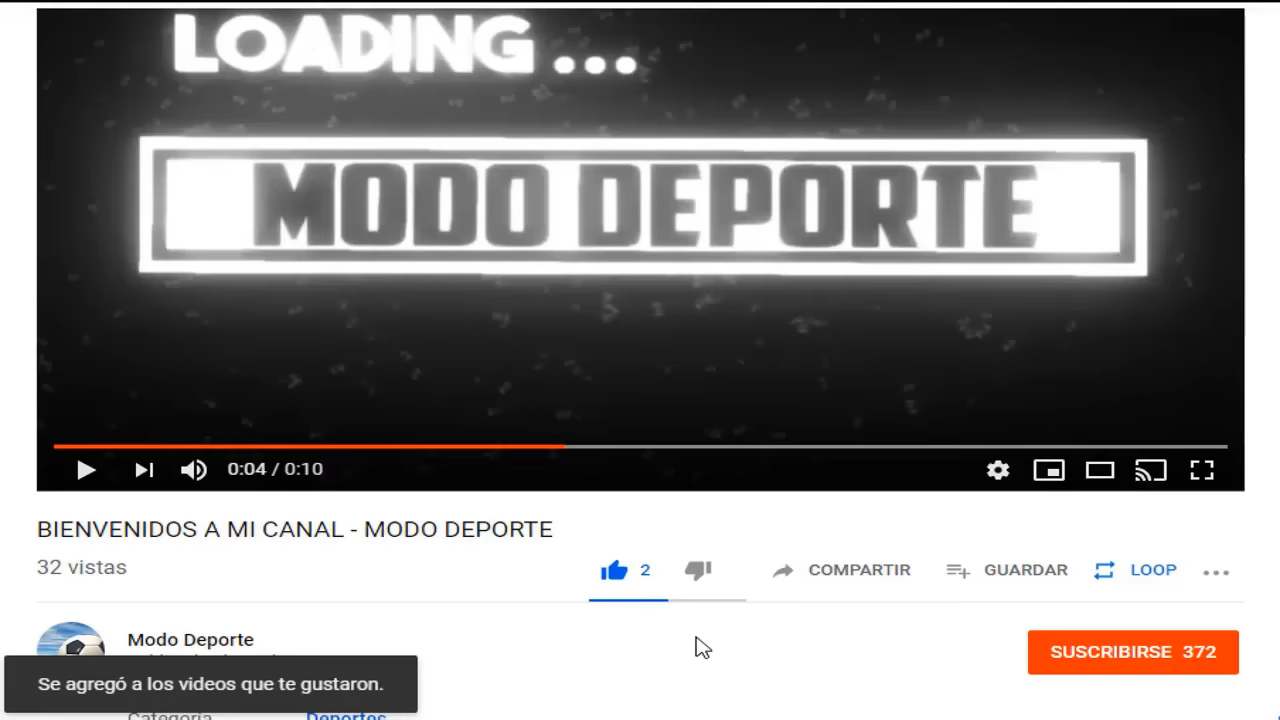 LOADING ...
MODO DEPORTE
0:04 / 0:10
BIENVENIDOS A MI CANAL - MODO DEPORTE
32 vistas
2
COMPARTIR
GUARDAR
LOOP
Modo Deporte
SUSCRIBIRSE 372
Se agregó a los videos que te gustaron.
Categoría
Deportes